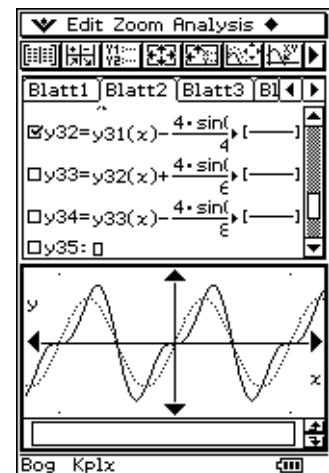 Edit Zoom Analysis
Blatt1 Blatt2 Blatt3 Bl
y32=y31(x)-4·sin(/4 [—]
y33=y32(x)+4·sin(/6 [—]
y34=y33(x)-4·sin(/8 [—]
y35:
y
x
Bog Kplx